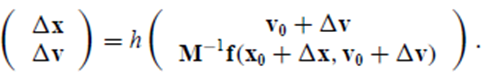 ( Δx Δv ) = h ( v₀ + Δv M⁻¹f(x₀ + Δx, v₀ + Δv) ) .